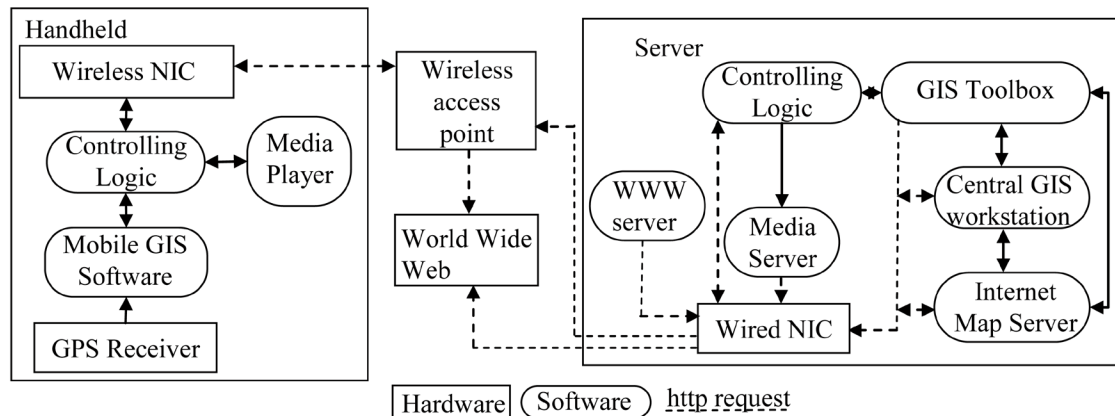 Handheld
Wireless NIC
Controlling
Logic
Media
Player
Mobile GIS
Software
GPS Receiver
Wireless
access
point
World Wide
Web
Server
Controlling
Logic
GIS Toolbox
WWW
server
Media
Server
Central GIS
workstation
Internet
Map Server
Wired NIC
Hardware
Software
http request